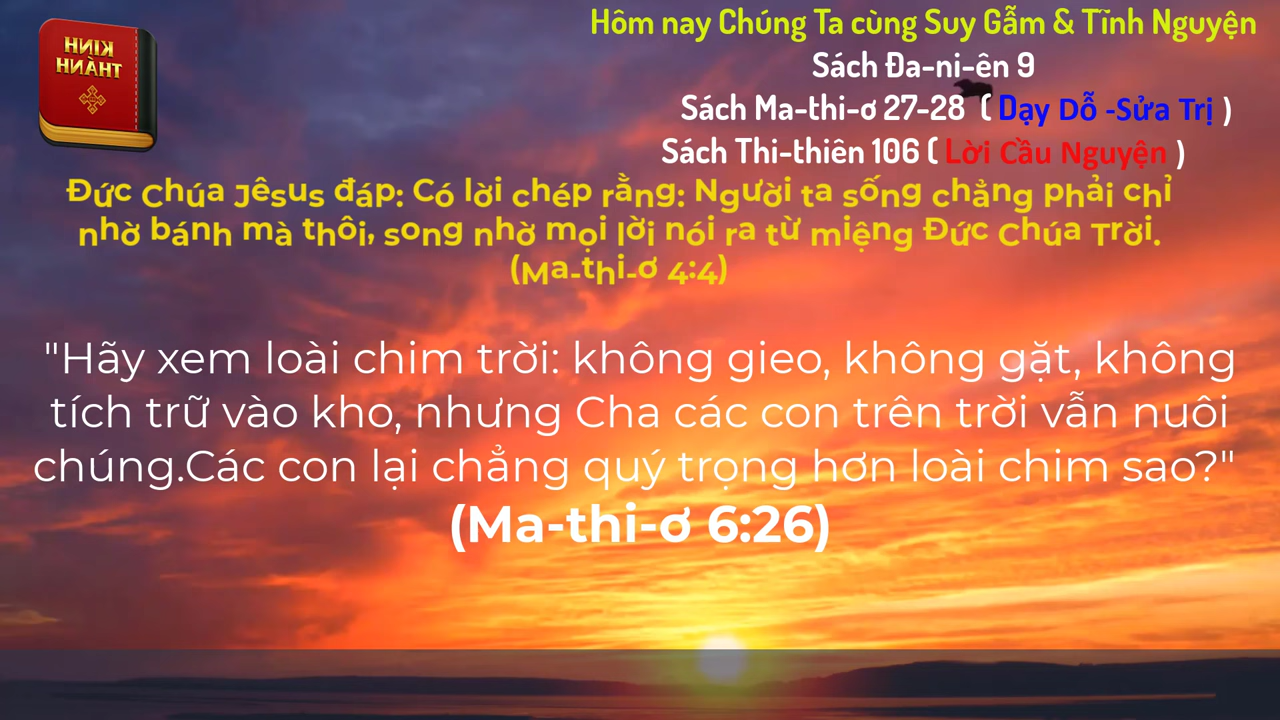 KINH
THÀNH
Hôm nay Chúng Ta cùng Suy Gẫm & Tĩnh Nguyện
Sách Đa-ni-ên 9
Sách Ma-thi-ơ 27-28 ( Dạy Dỗ -Sửa Trị )
Sách Thi-thiên 106 ( Lời Cầu Nguyện )
Đức Chúa Jêsus đáp: Có lời chép rằng: Người ta sống chẳng phải chỉ
nhờ bánh mà thôi, song nhờ mọi lời nói ra từ miệng Đức Chúa Trời.
(Ma-thi-ơ 4:4)
"Hãy xem loài chim trời: không gieo, không gặt, không
tích trữ vào kho, nhưng Cha các con trên trời vẫn nuôi
chúng.Các con lại chẳng quý trọng hơn loài chim sao?"
(Ma-thi-ơ 6:26)